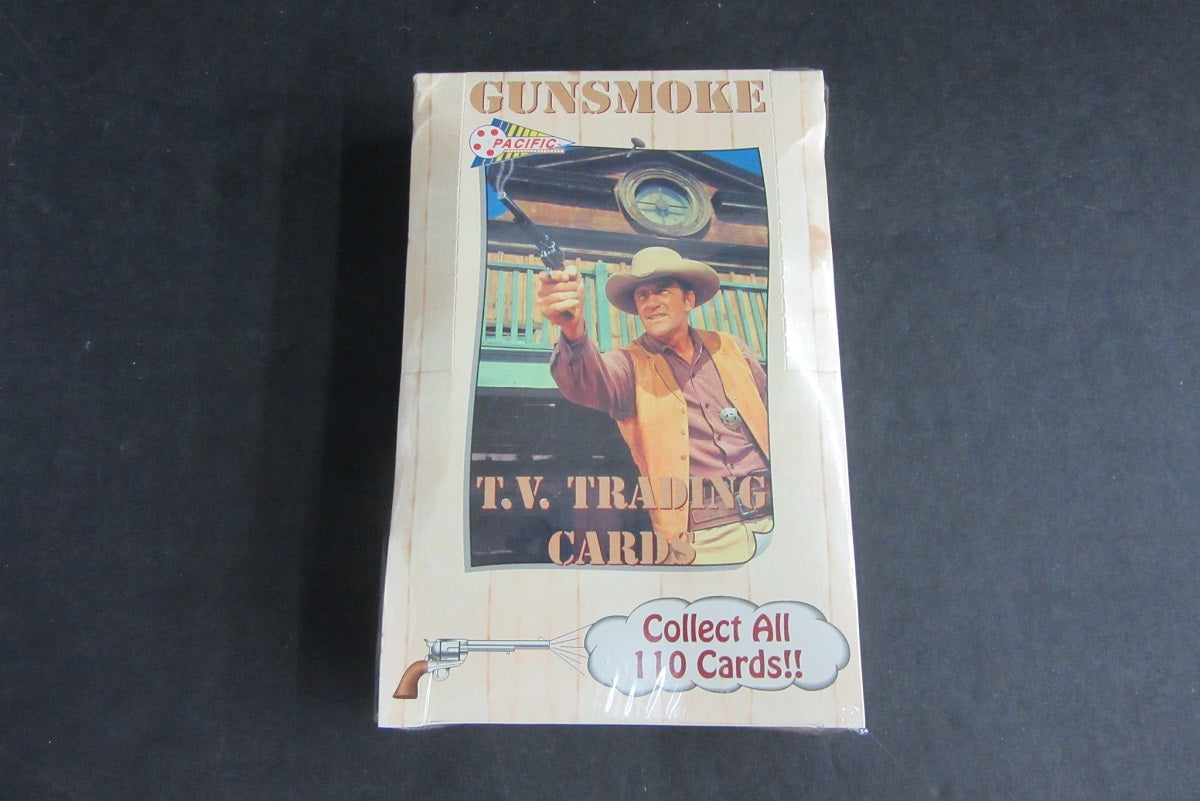 GUNSMOKE
PACIFIC
T.V. TRADING
CARDS
Collect All
110 Cards!!